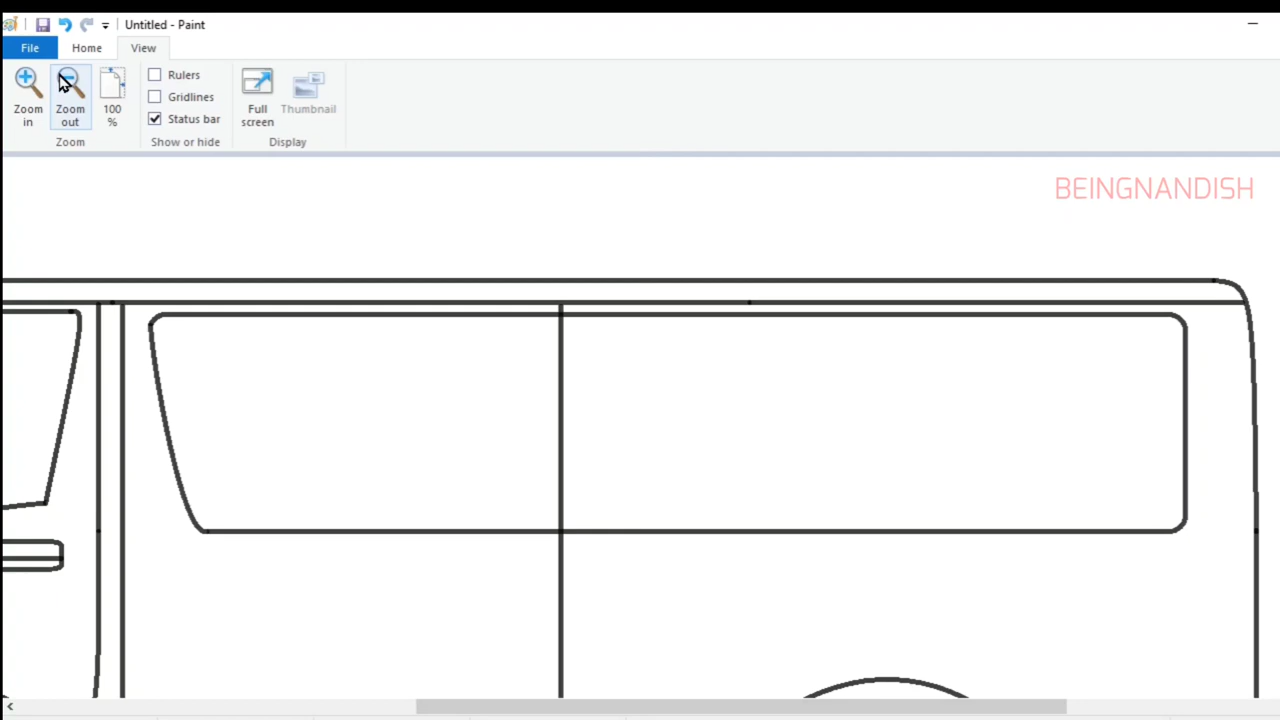 Untitled - Paint
File Home View
Zoom in
Zoom out
100 %
Zoom
Rulers
Gridlines
Status bar
Show or hide
Full screen
Thumbnail
Display
BEINGNANDISH